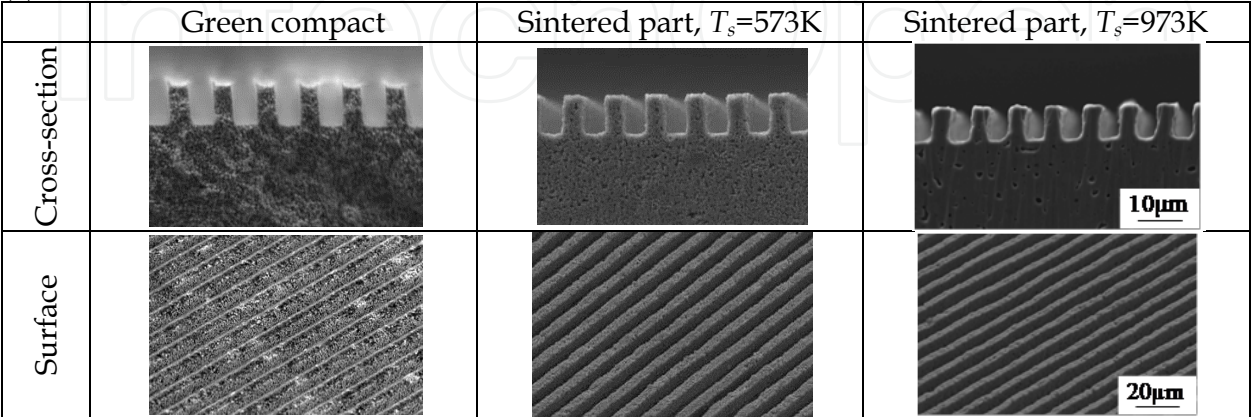 Green compact
Sintered part, Ts=573K
Sintered part, Ts=973K
Cross-section
10μm
Surface
20μm